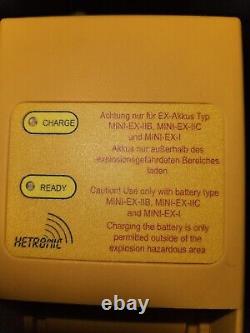 CHARGE
Achtung nur für EX-Akkus Typ
MINI-EX-IIB, MINI-EX-IIC
und MINI-EX-I
Akkus nur außerhalb des
explosionsgefährdeten Bereiches
laden
READY
Caution! Use only with battery type
MINI-EX-IIB, MINI-EX-IIC
and MINI-EX-I
Charging the battery is only
permitted outside of the
explosion hazardous area
HETRONIC